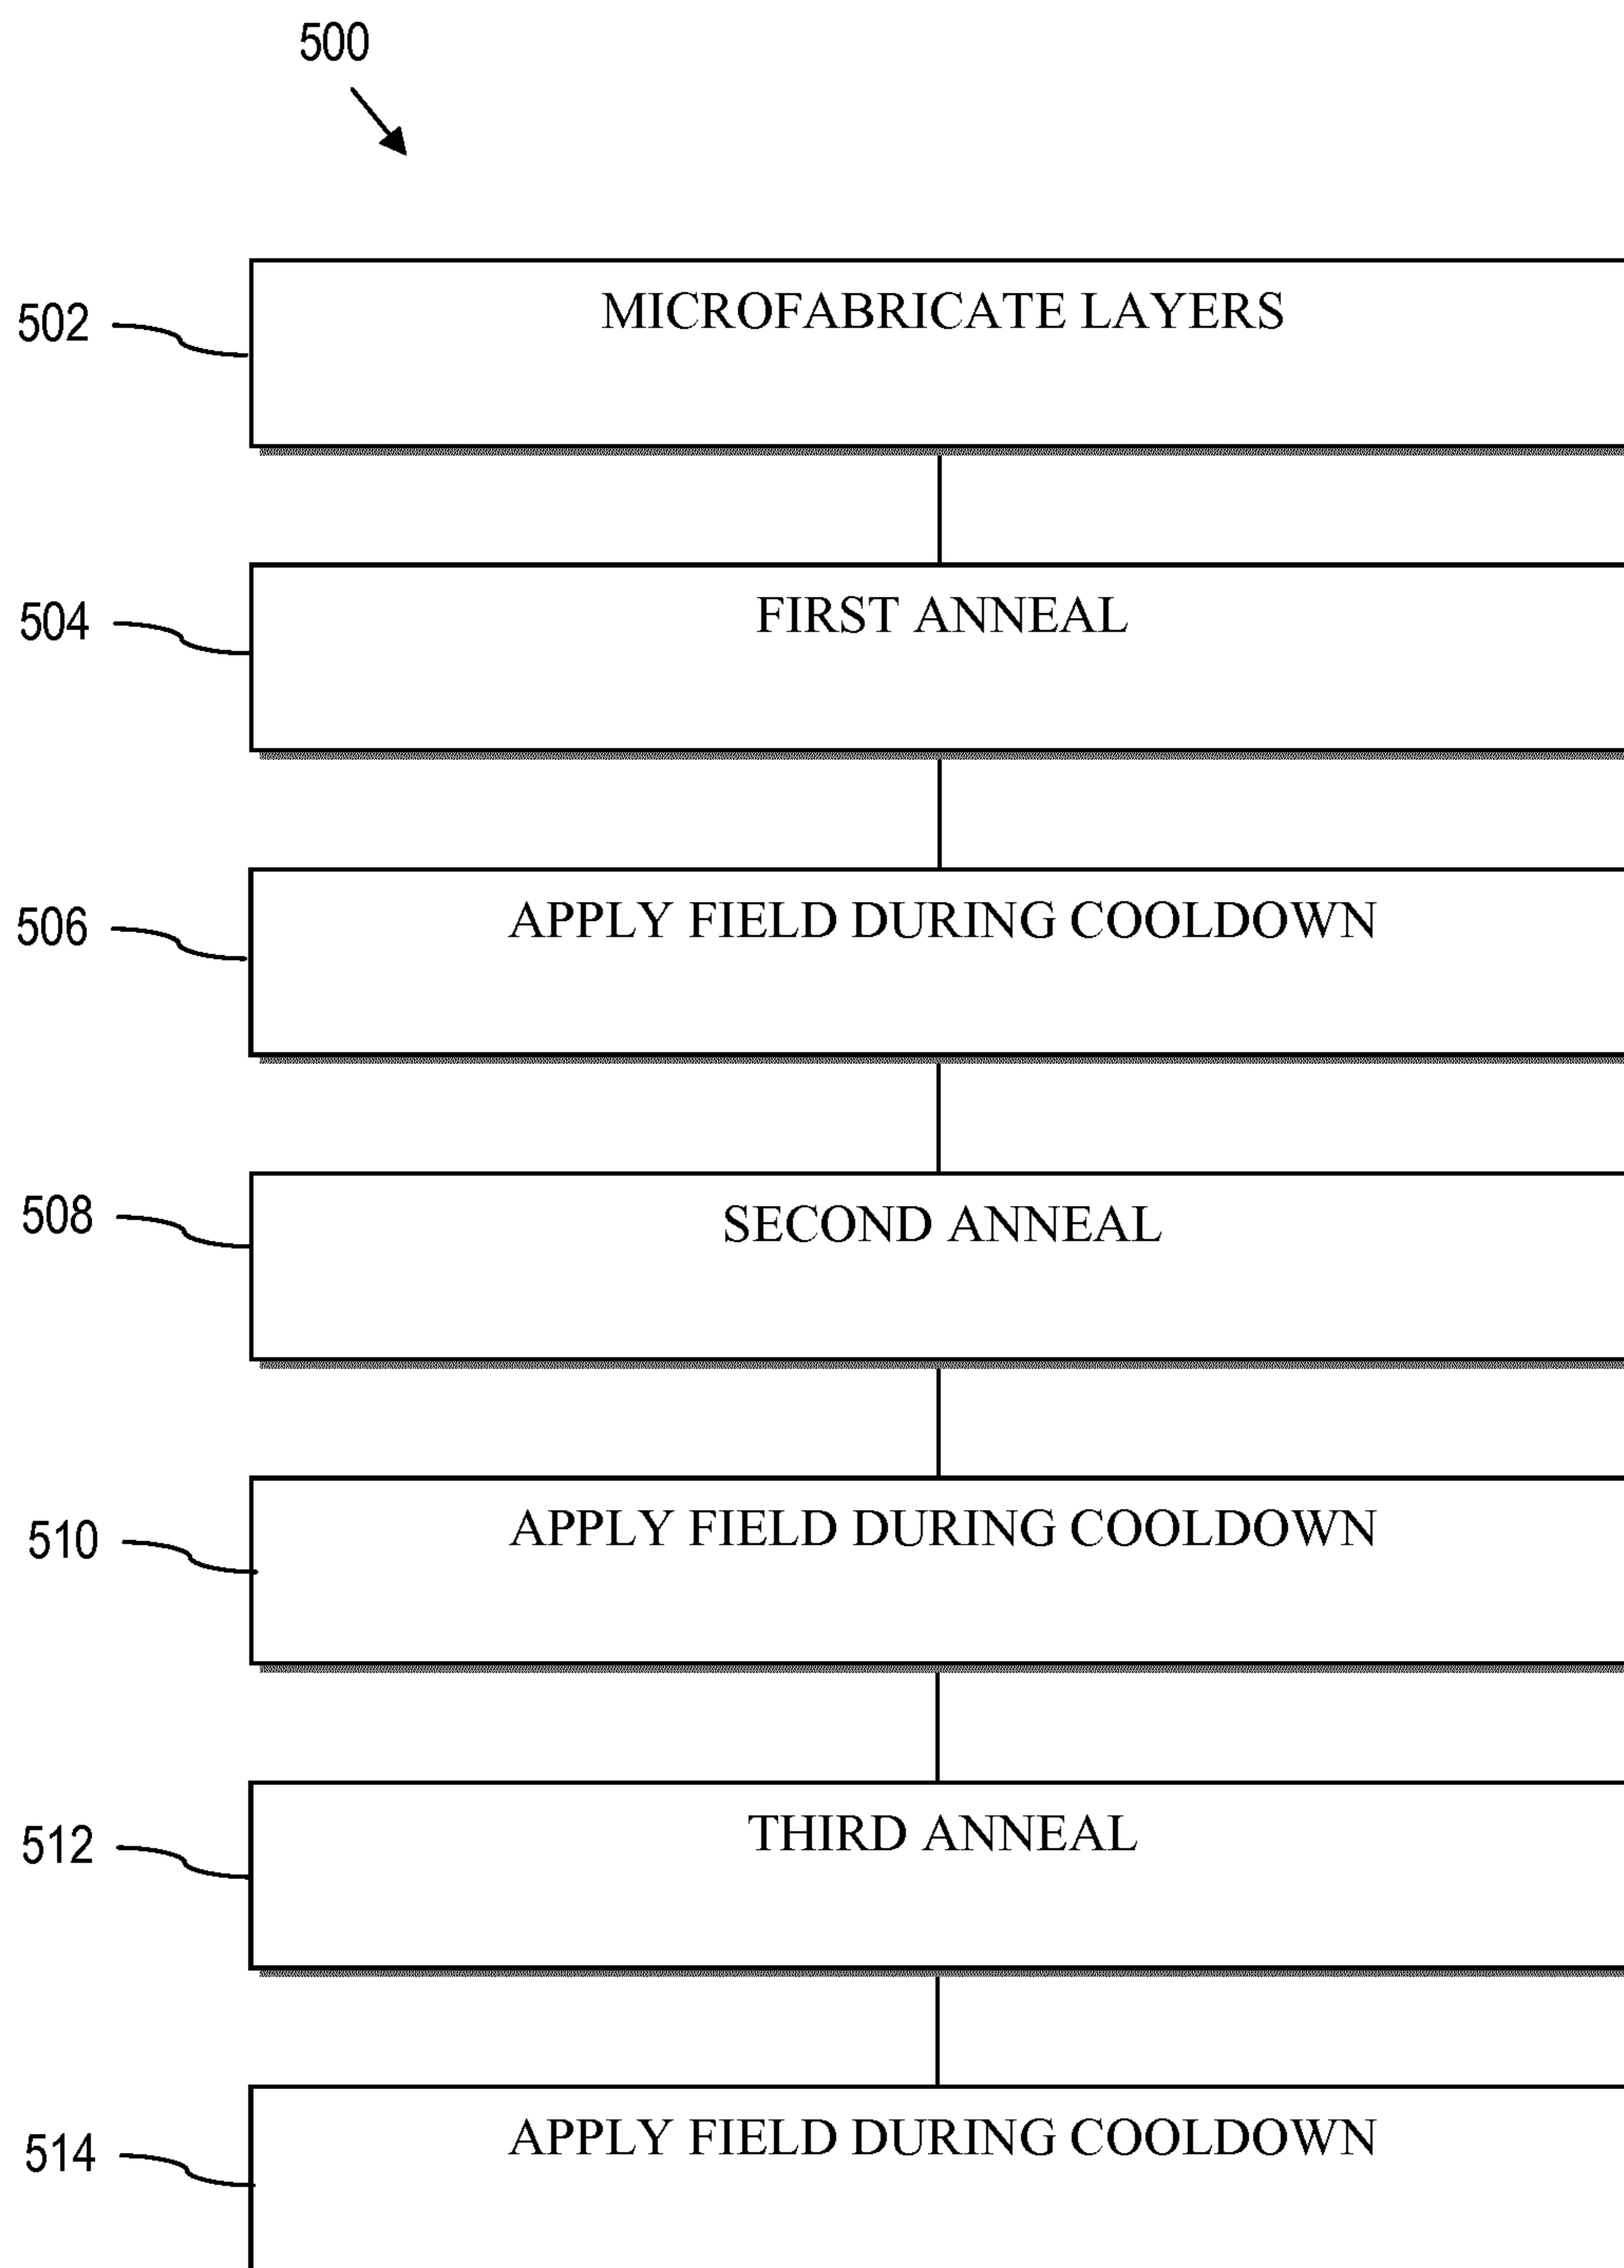 500
502
MICROFABRICATE LAYERS
504
FIRST ANNEAL
506
APPLY FIELD DURING COOLDOWN
508
SECOND ANNEAL
510
APPLY FIELD DURING COOLDOWN
512
THIRD ANNEAL
514
APPLY FIELD DURING COOLDOWN